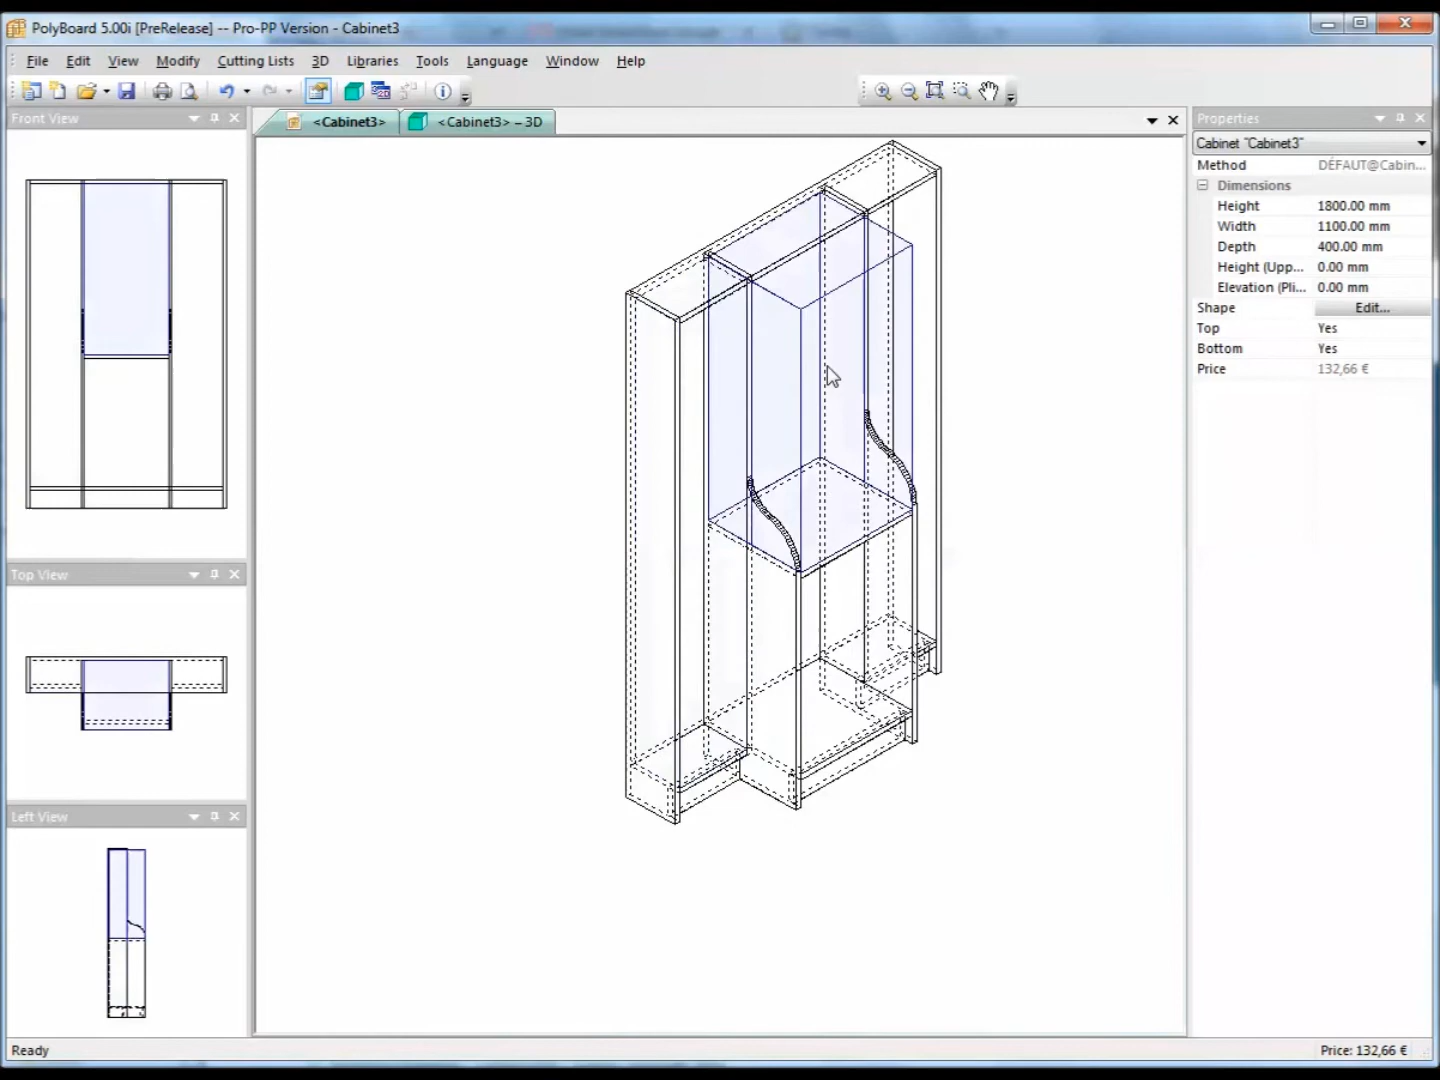 PolyBoard 5.00i [PreRelease] -- Pro-PP Version - Cabinet3
File Edit View Modify Cutting Lists 3D Libraries Tools Language Window Help
Front View
<Cabinet3> <Cabinet3> – 3D
Properties
Cabinet "Cabinet3"
Method DÉFAUT@Cabin...
Dimensions
Height 1800.00 mm
Width 1100.00 mm
Depth 400.00 mm
Height (Upp... 0.00 mm
Elevation (Pli... 0.00 mm
Shape Edit...
Top Yes
Bottom Yes
Price 132,66 €
Top View
Left View
Ready
Price: 132,66 €